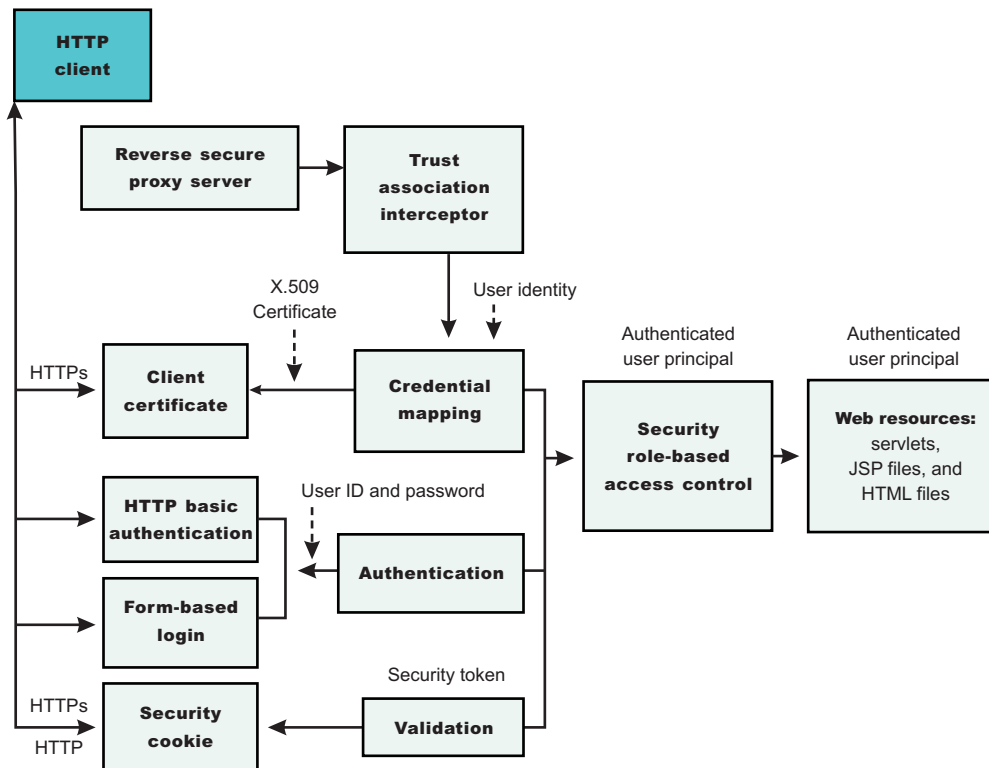 HTTP
client
Reverse secure
proxy server
Trust
association
interceptor
X.509
Certificate
User identity
HTTPs
Client
certificate
Credential
mapping
Authenticated
user principal
Security
role-based
access control
Authenticated
user principal
Web resources:
servlets,
JSP files, and
HTML files
HTTP basic
authentication
User ID and password
Authentication
Form-based
login
HTTPs
HTTP
Security
cookie
Security token
Validation